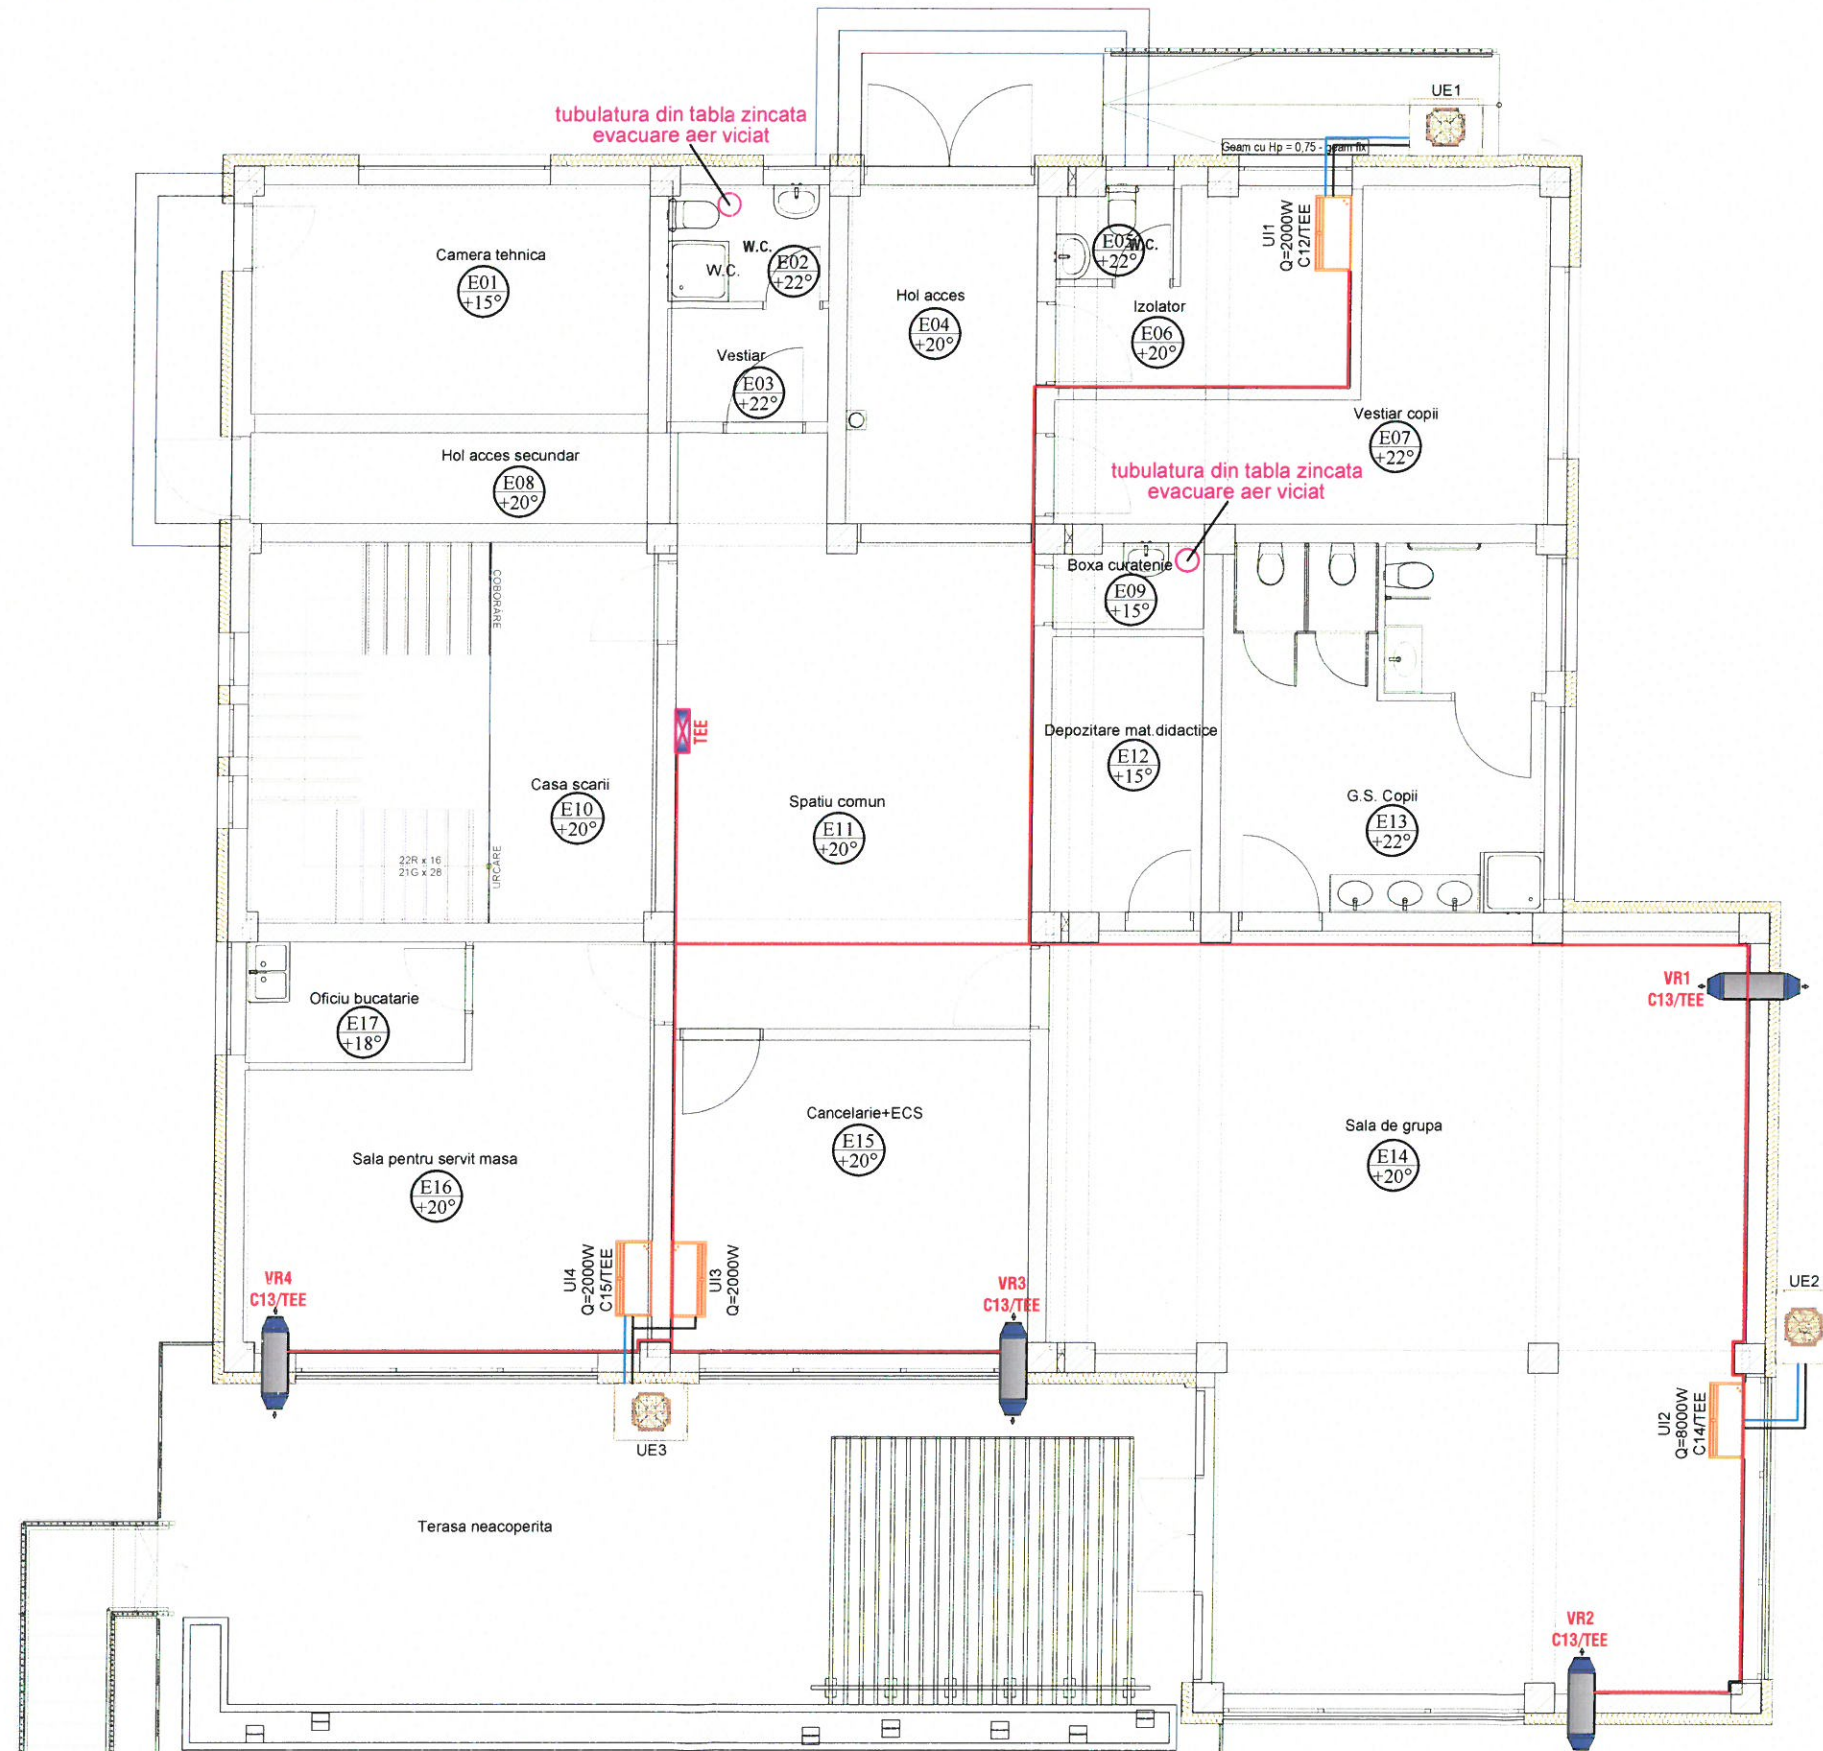 UE1
tubulatura din tabla zincata
evacuare aer viciat
Geam cu Hp = 0,75 - geam fix
UI1
Q=2000W
C12/TEE
Camera tehnica
E01
+15°
W.C.
W.C.
E02
+22°
E05
+22°
W.C.
Hol acces
E04
+20°
Izolator
E06
+20°
Vestiar
E03
+22°
Vestiar copii
E07
+22°
Hol acces secundar
E08
+20°
tubulatura din tabla zincata
evacuare aer viciat
Boxa curatenie
E09
+15°
COBORARE
TEE
Depozitare mat.didactice
E12
+15°
Casa scarii
E10
+20°
Spatiu comun
E11
+20°
G.S. Copii
E13
+22°
22R x 16
21G x 28
URCARE
VR1
C13/TEE
Oficiu bucatarie
E17
+18°
Cancelarie+ECS
E15
+20°
Sala de grupa
E14
+20°
Sala pentru servit masa
E16
+20°
UI4
Q=2000W
C15/TEE
UI3
Q=2000W
VR4
C13/TEE
VR3
C13/TEE
UE2
UI2
Q=8000W
C14/TEE
UE3
Terasa neacoperita
VR2
C13/TEE